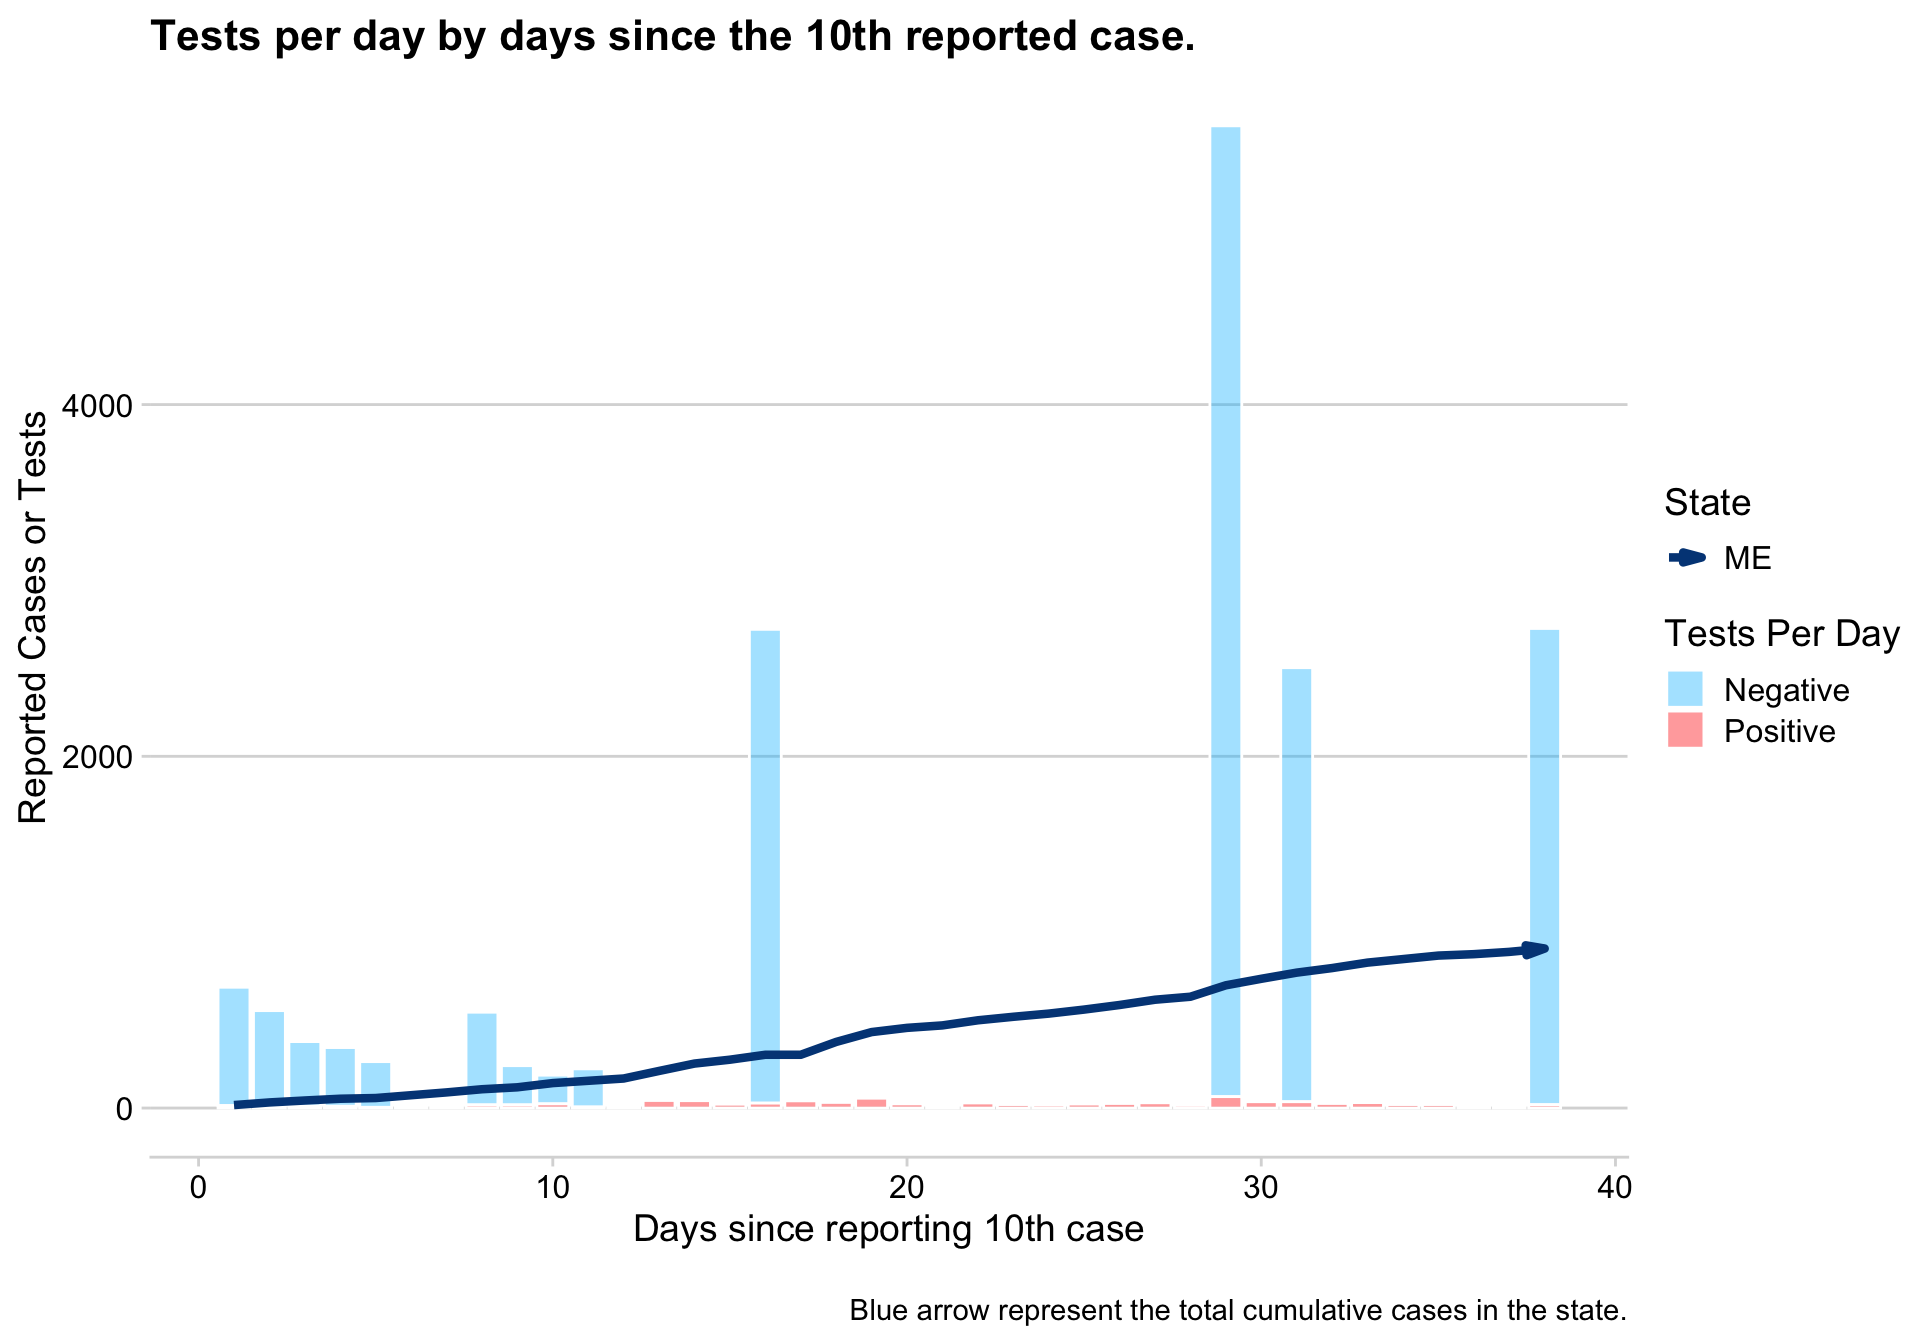 Tests per day by days since the 10th reported case.
Reported Cases or Tests
4000
2000
0
0 10 20 30 40
Days since reporting 10th case
State
ME
Tests Per Day
Negative
Positive
Blue arrow represent the total cumulative cases in the state.